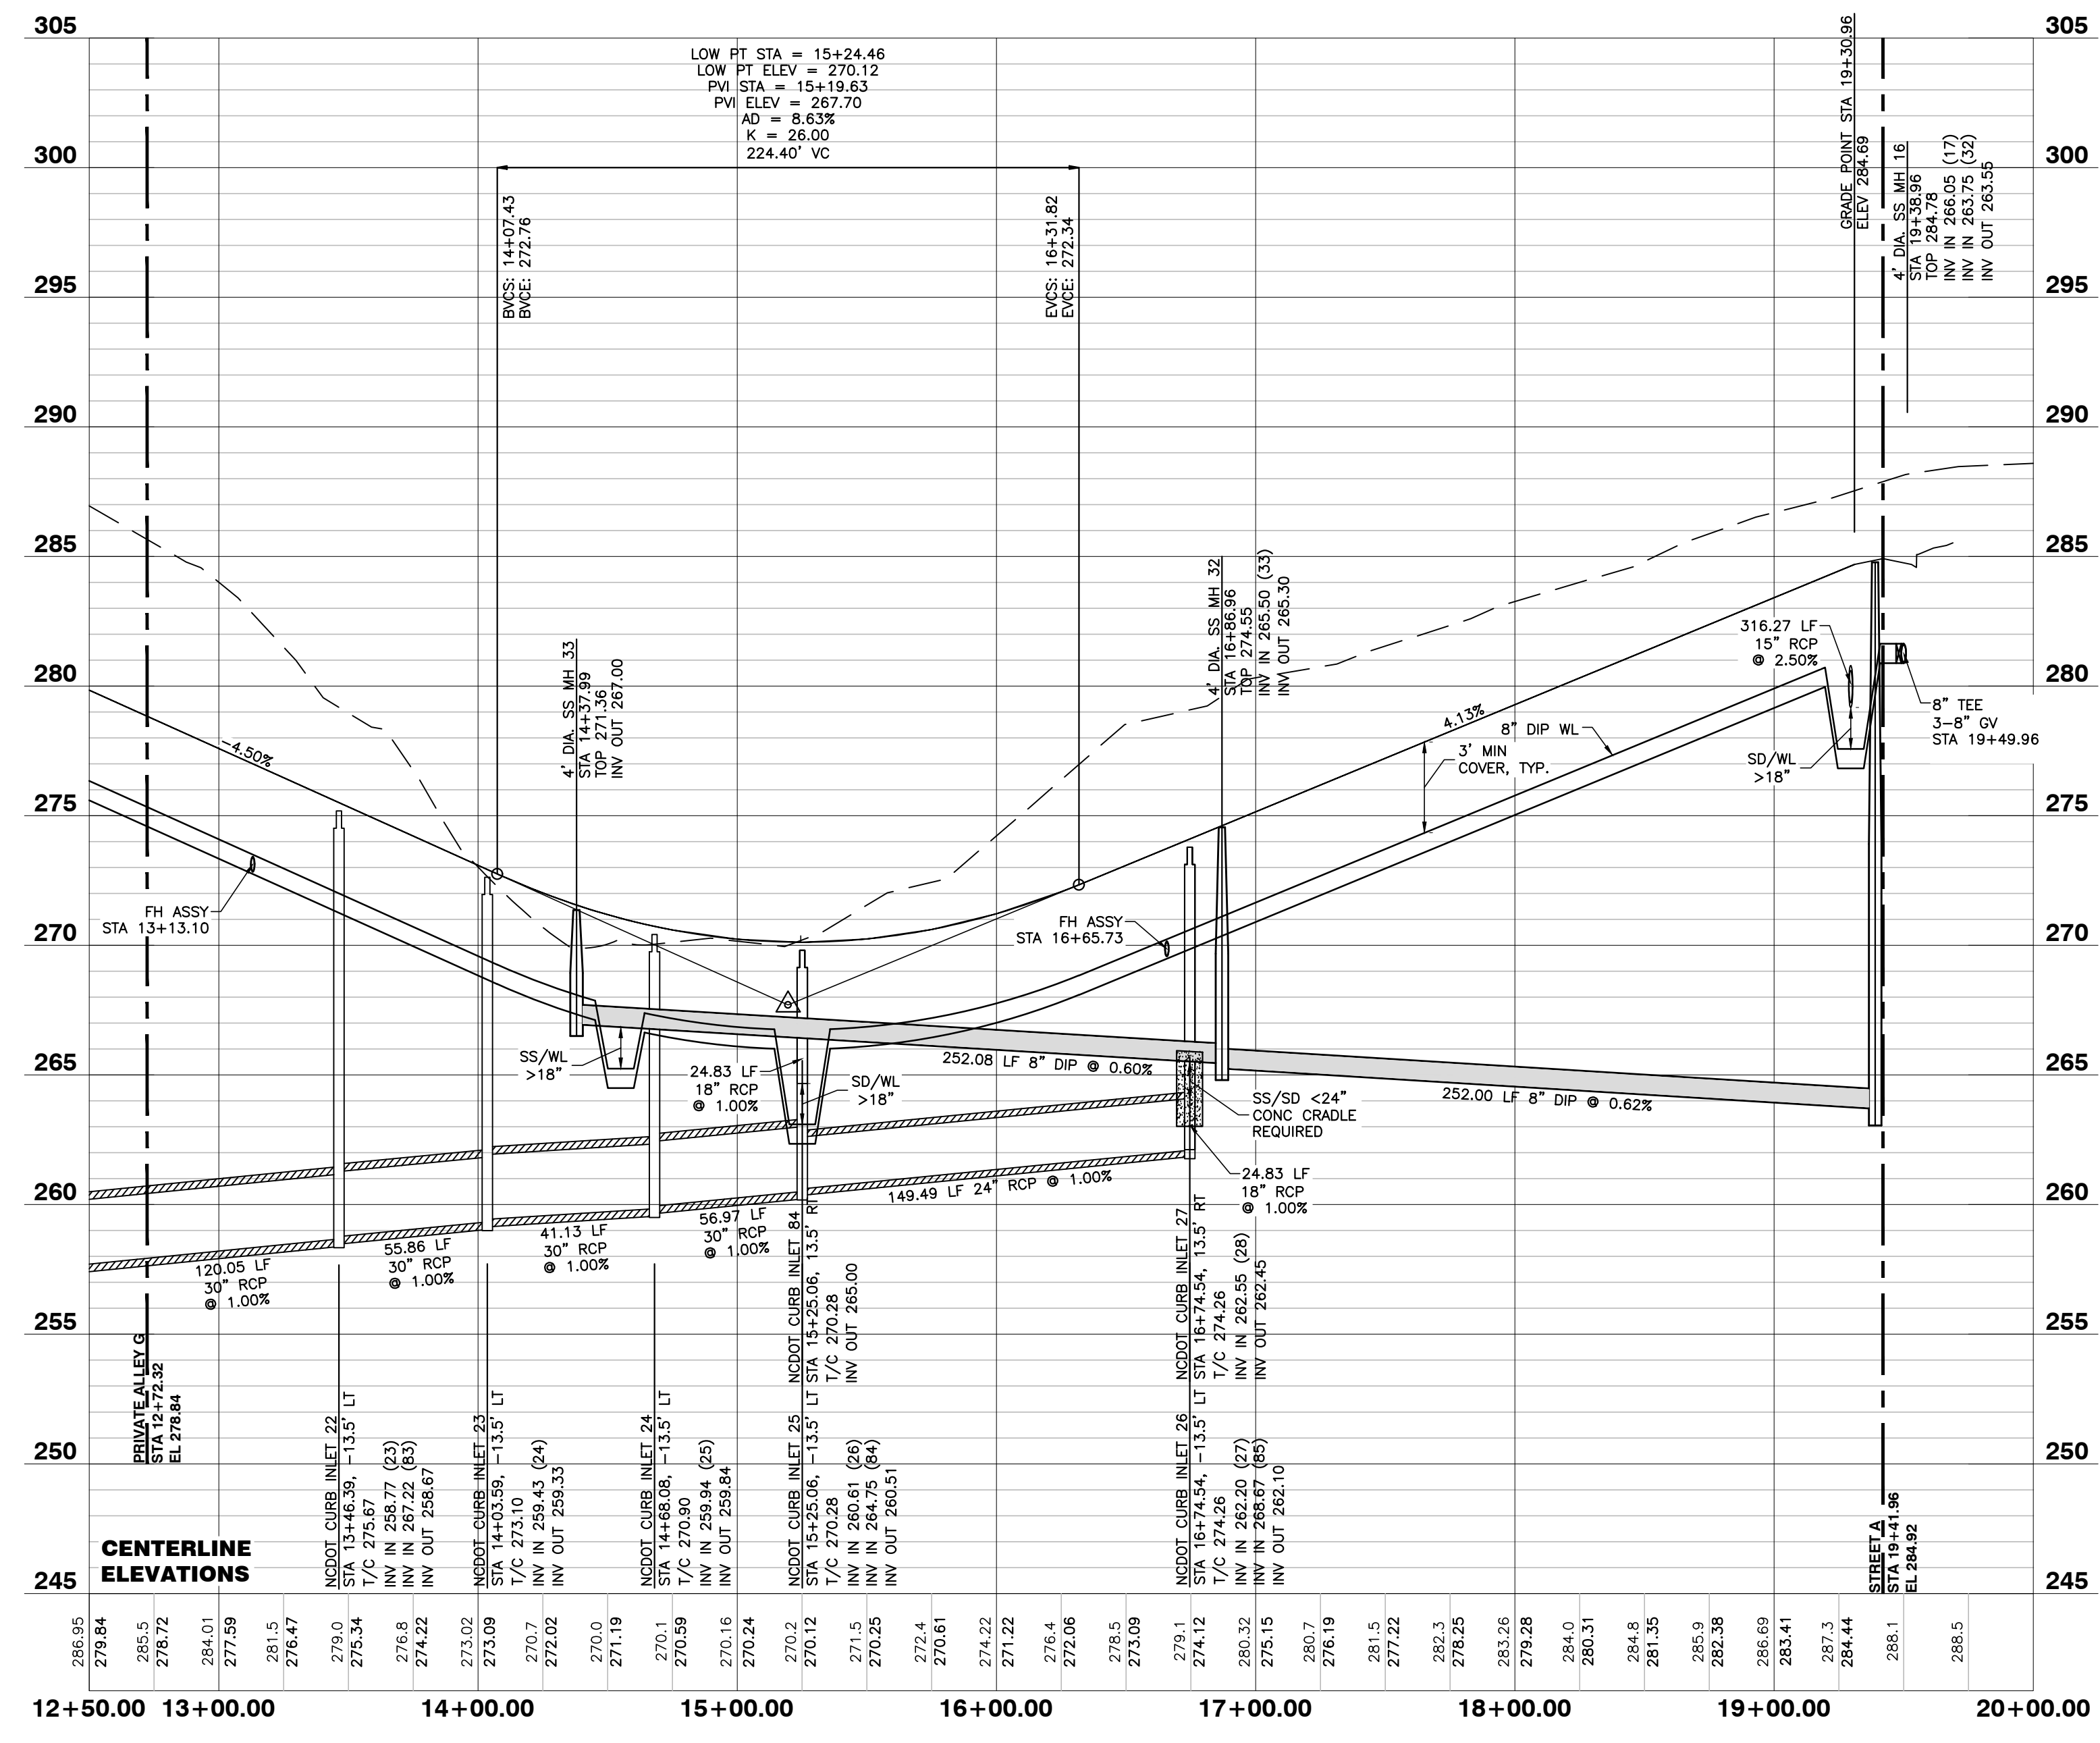 305
300
295
290
285
280
275
270
265
260
255
250
245
305
300
295
290
285
280
275
270
265
260
255
250
245
LOW PT STA = 15+24.46
LOW PT ELEV = 270.12
PVI STA = 15+19.63
PVI ELEV = 267.70
AD = 8.63%
K = 26.00
224.40' VC
BVCS: 14+07.43
BVCE: 272.76
EVCS: 16+31.82
EVCE: 272.34
GRADE POINT STA 19+30.96
ELEV 284.69
4' DIA. SS MH 16
STA 19+38.96
TOP 284.78
INV IN 266.05 (17)
INV IN 263.75 (32)
INV OUT 263.55
4' DIA. SS MH 33
STA 14+37.99
TOP 271.36
INV OUT 267.00
4' DIA. SS MH 32
STA 16+86.96
TOP 274.55
INV IN 265.50 (33)
INV OUT 265.30
-4.50%
4.13%
8" DIP WL
3' MIN
COVER, TYP.
316.27 LF
15" RCP
@ 2.50%
SD/WL
>18"
8" TEE
3-8" GV
STA 19+49.96
FH ASSY
STA 13+13.10
FH ASSY
STA 16+65.73
SS/WL
>18"
24.83 LF
18" RCP
@ 1.00%
SD/WL
>18"
252.08 LF 8" DIP @ 0.60%
252.00 LF 8" DIP @ 0.62%
SS/SD <24"
CONC CRADLE
REQUIRED
24.83 LF
18" RCP
@ 1.00%
149.49 LF 24" RCP @ 1.00%
120.05 LF
30" RCP
@ 1.00%
55.86 LF
30" RCP
@ 1.00%
41.13 LF
30" RCP
@ 1.00%
56.97 LF
30" RCP
@ 1.00%
PRIVATE ALLEY G
STA 12+72.32
EL 278.84
NCDOT CURB INLET 22
STA 13+46.39, -13.5' LT
T/C 275.67
INV IN 258.77 (23)
INV IN 267.22 (83)
INV OUT 258.67
NCDOT CURB INLET 23
STA 14+03.59, -13.5' LT
T/C 273.10
INV IN 259.43 (24)
INV OUT 259.33
NCDOT CURB INLET 24
STA 14+68.08, -13.5' LT
T/C 270.90
INV IN 259.94 (25)
INV OUT 259.84
NCDOT CURB INLET 84
STA 15+25.06, 13.5' RT
T/C 270.28
INV OUT 265.00
NCDOT CURB INLET 25
STA 15+25.06, -13.5' LT
T/C 270.28
INV IN 260.61 (26)
INV IN 264.75 (84)
INV OUT 260.51
NCDOT CURB INLET 27
STA 16+74.54, 13.5' RT
T/C 274.26
INV IN 262.55 (28)
INV OUT 262.45
NCDOT CURB INLET 26
STA 16+74.54, -13.5' LT
T/C 274.26
INV IN 262.20 (27)
INV IN 268.67 (85)
INV OUT 262.10
STREET A
STA 19+41.96
EL 284.92
CENTERLINE
ELEVATIONS
286.95
279.84
285.5
278.72
284.01
277.59
281.5
276.47
279.0
275.34
276.8
274.22
273.02
273.09
270.7
272.02
270.0
271.19
270.1
270.59
270.16
270.24
270.2
270.12
271.5
270.25
272.4
270.61
274.22
271.22
276.4
272.06
278.5
273.09
279.1
274.12
280.32
275.15
280.7
276.19
281.5
277.22
282.3
278.25
283.26
279.28
284.0
280.31
284.8
281.35
285.9
282.38
286.69
283.41
287.3
284.44
288.1
288.5
12+50.00 13+00.00 14+00.00 15+00.00 16+00.00 17+00.00 18+00.00 19+00.00 20+00.00